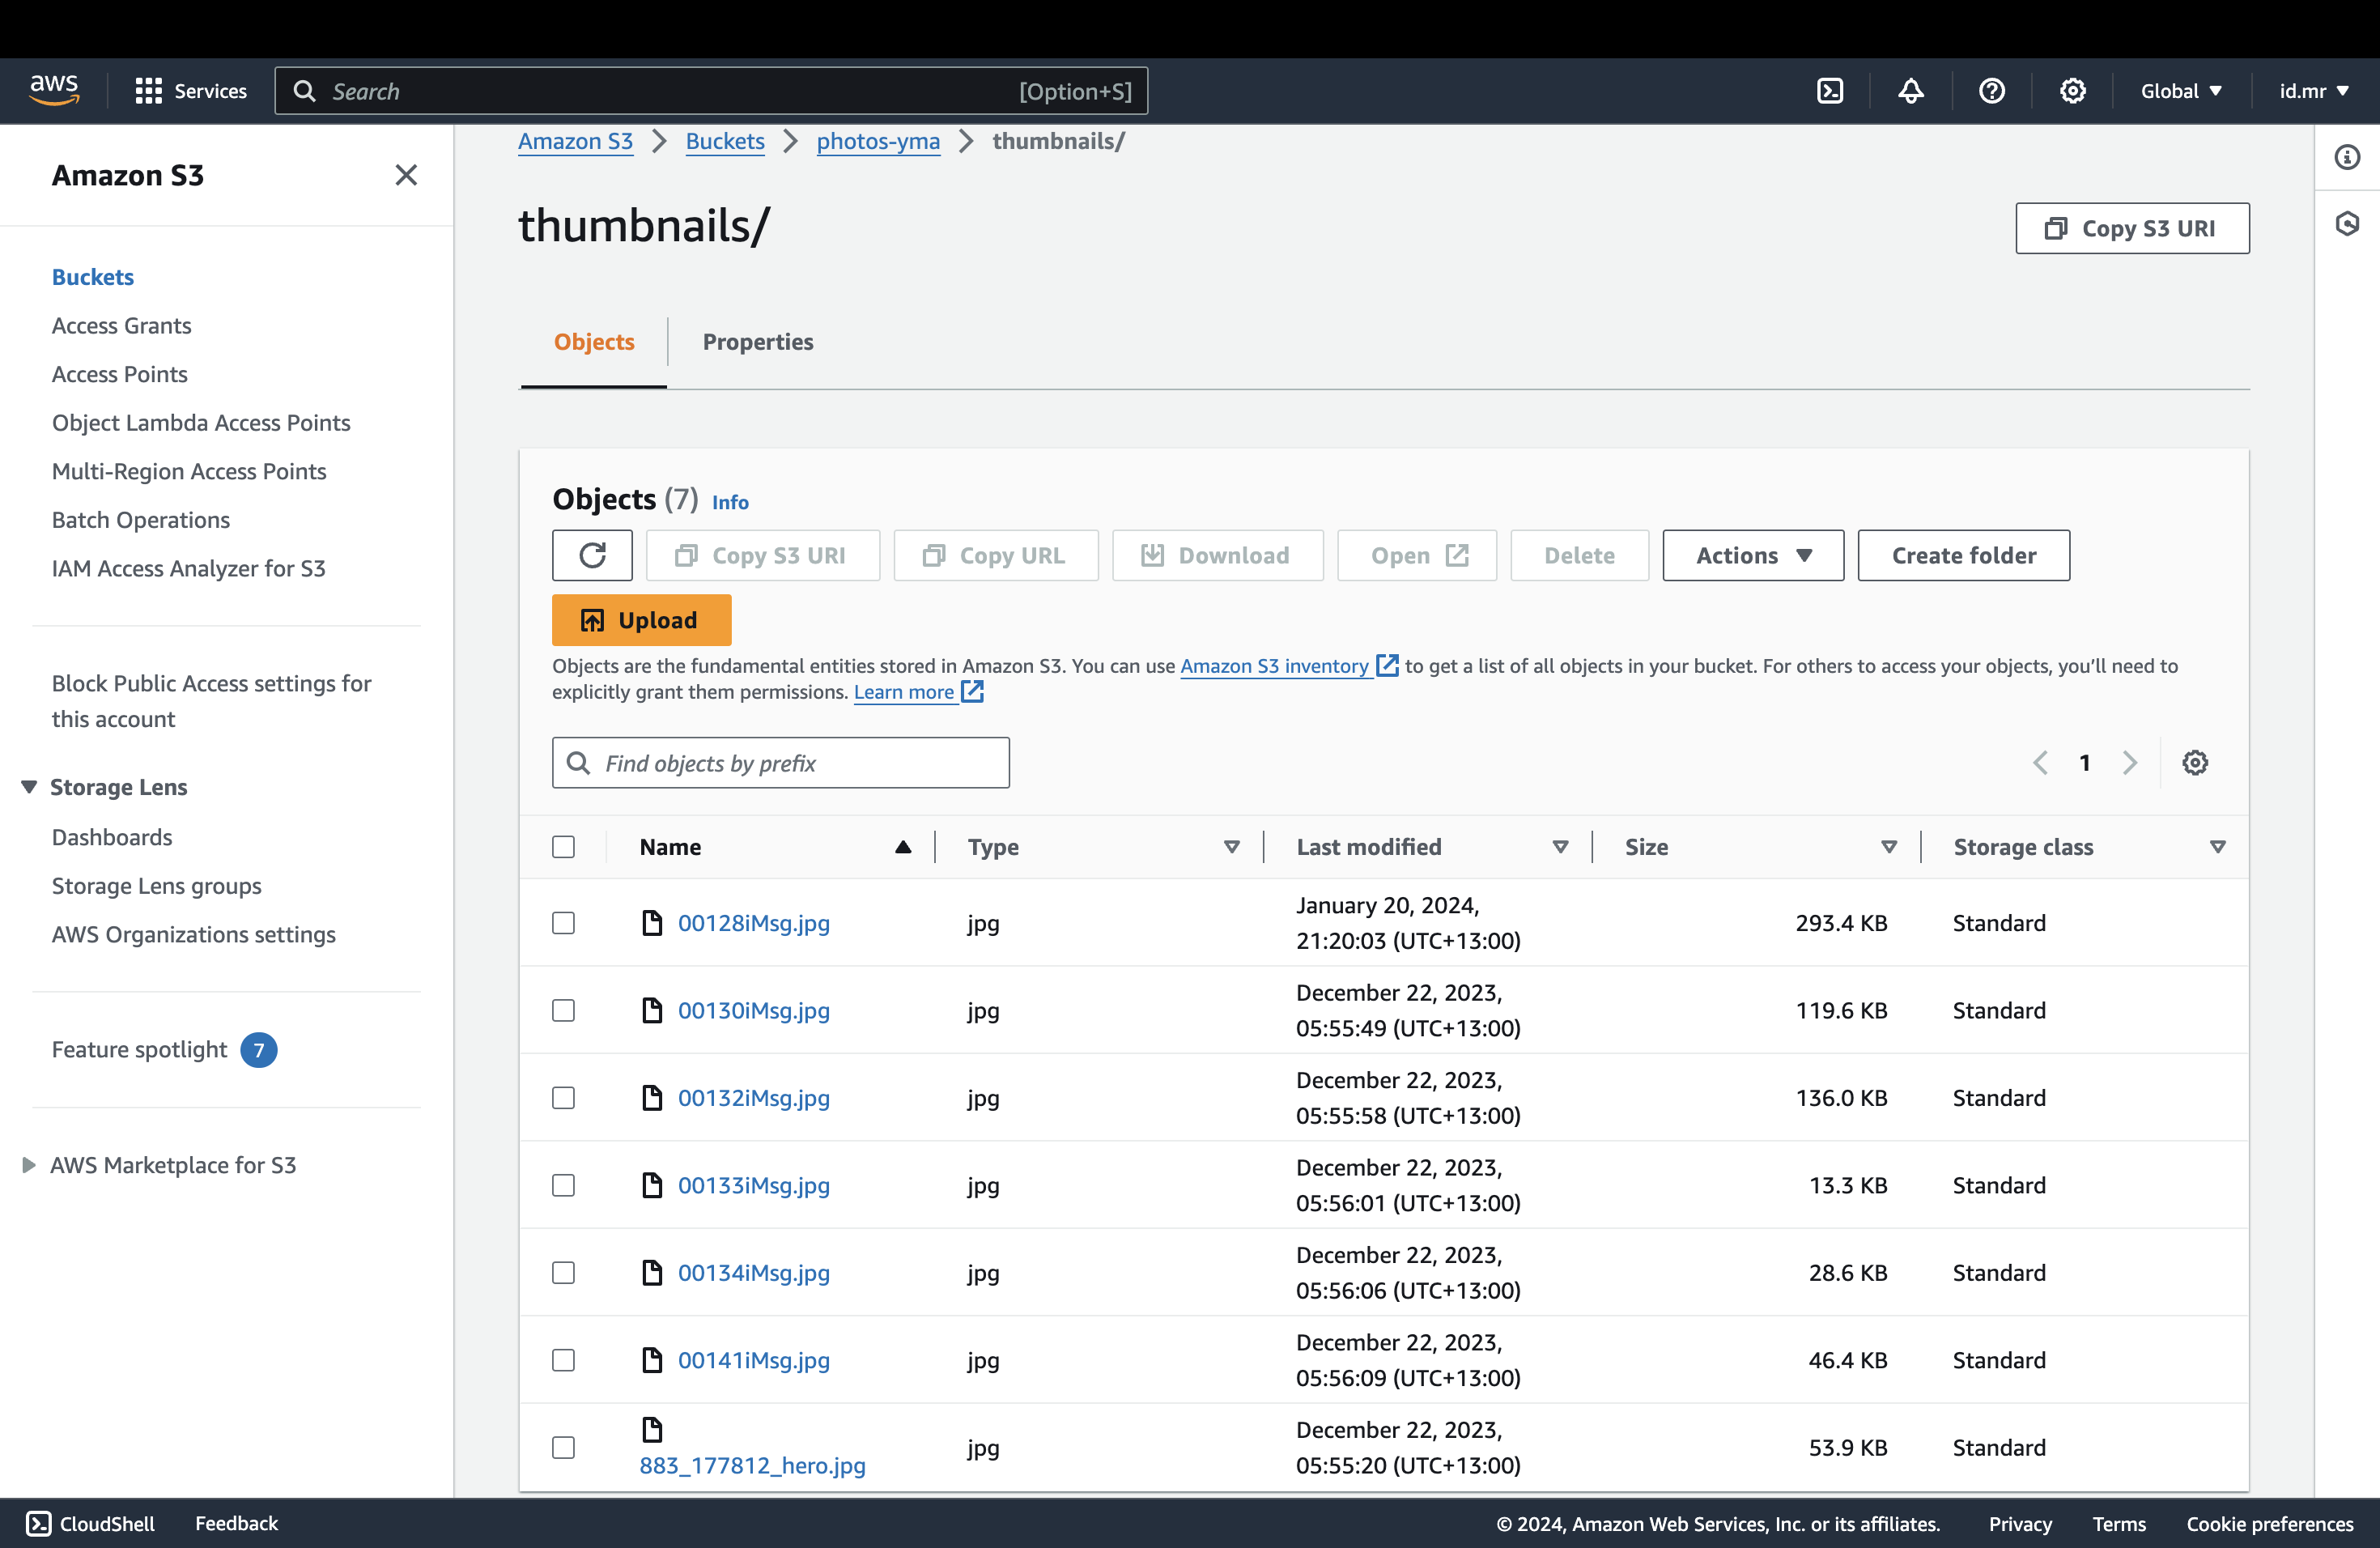 aws
Services
Search [Option+S]
Global
id.mr
Amazon S3
Buckets
Access Grants
Access Points
Object Lambda Access Points
Multi-Region Access Points
Batch Operations
IAM Access Analyzer for S3
Block Public Access settings for
this account
Storage Lens
Dashboards
Storage Lens groups
AWS Organizations settings
Feature spotlight 7
AWS Marketplace for S3
Amazon S3 Buckets photos-yma thumbnails/
thumbnails/
Copy S3 URI
Objects Properties
Objects (7) Info
Copy S3 URI Copy URL Download Open Delete Actions Create folder
Upload
Objects are the fundamental entities stored in Amazon S3. You can use Amazon S3 inventory to get a list of all objects in your bucket. For others to access your objects, you’ll need to
explicitly grant them permissions. Learn more
Find objects by prefix
1
Name Type Last modified Size Storage class
00128iMsg.jpg jpg January 20, 2024, 293.4 KB Standard
21:20:03 (UTC+13:00)
00130iMsg.jpg jpg December 22, 2023, 119.6 KB Standard
05:55:49 (UTC+13:00)
00132iMsg.jpg jpg December 22, 2023, 136.0 KB Standard
05:55:58 (UTC+13:00)
00133iMsg.jpg jpg December 22, 2023, 13.3 KB Standard
05:56:01 (UTC+13:00)
00134iMsg.jpg jpg December 22, 2023, 28.6 KB Standard
05:56:06 (UTC+13:00)
00141iMsg.jpg jpg December 22, 2023, 46.4 KB Standard
05:56:09 (UTC+13:00)
883_177812_hero.jpg jpg December 22, 2023, 53.9 KB Standard
05:55:20 (UTC+13:00)
CloudShell Feedback © 2024, Amazon Web Services, Inc. or its affiliates. Privacy Terms Cookie preferences